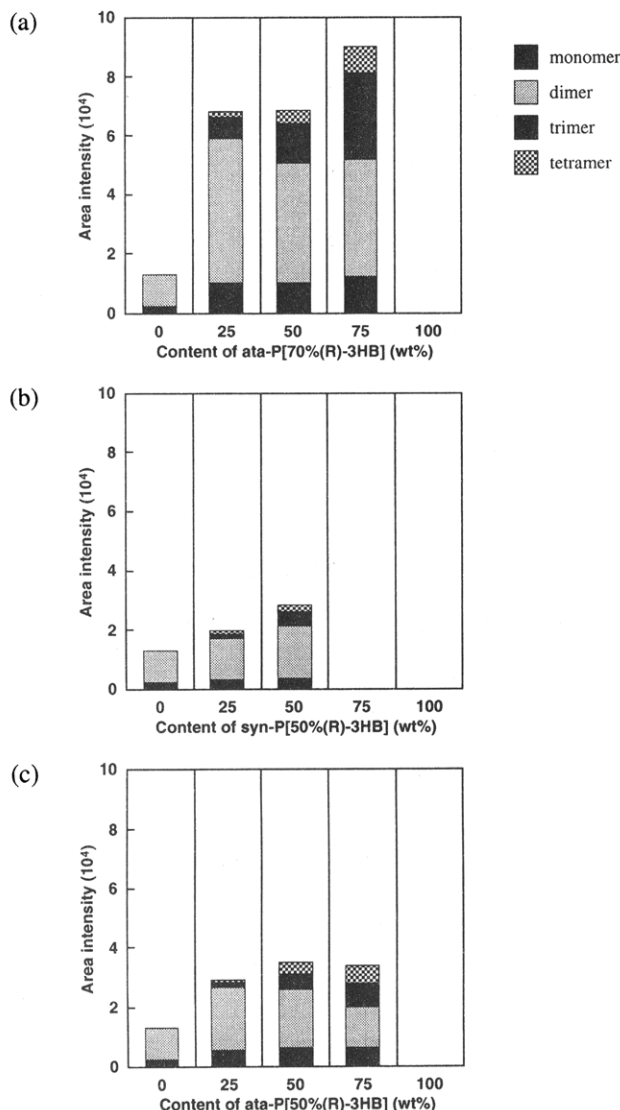 (a)
Area intensity (10⁴)
10
8
6
4
2
0
0 25 50 75 100
Content of ata-P[70%(R)-3HB] (wt%)
monomer
dimer
trimer
tetramer
(b)
Area intensity (10⁴)
10
8
6
4
2
0
0 25 50 75 100
Content of syn-P[50%(R)-3HB] (wt%)
(c)
Area intensity (10⁴)
10
8
6
4
2
0
0 25 50 75 100
Content of ata-P[50%(R)-3HB] (wt%)